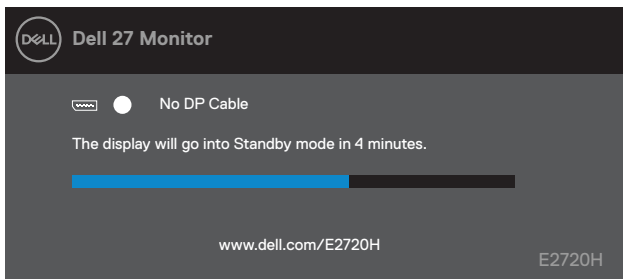 DELL Dell 27 Monitor
No DP Cable
The display will go into Standby mode in 4 minutes.
www.dell.com/E2720H
E2720H